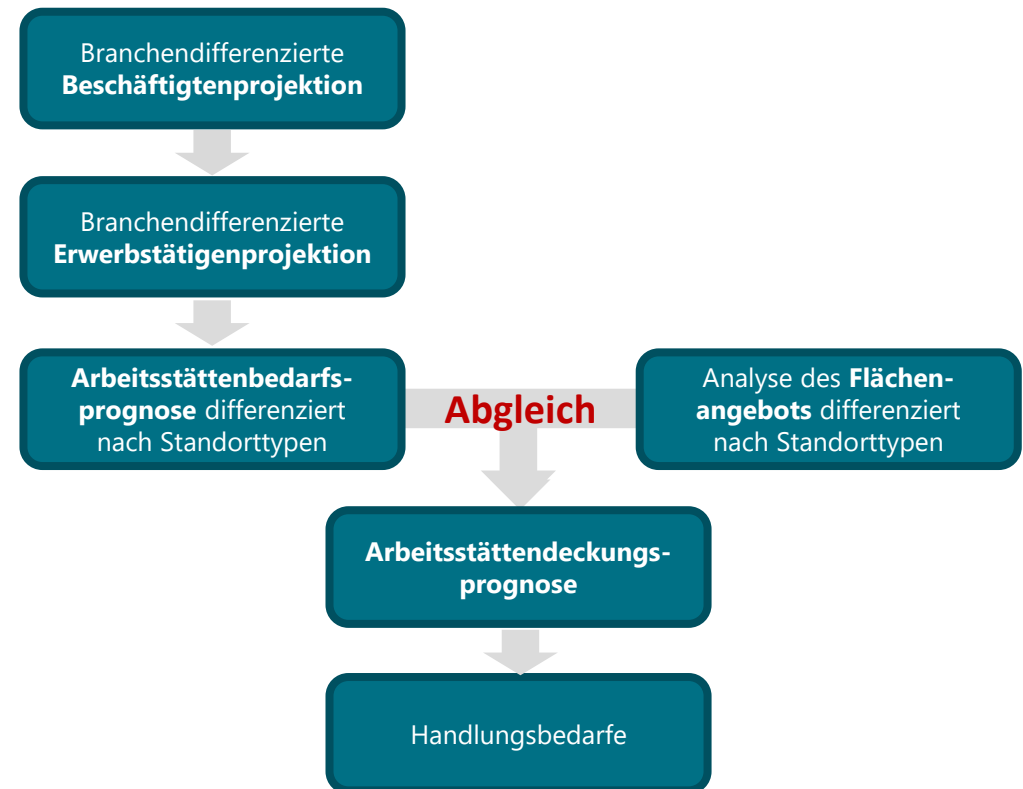 Branchendifferenzierte
Beschäftigtenprojektion
Branchendifferenzierte
Erwerbstätigenprojektion
Arbeitsstättenbedarfs-
prognose differenziert
nach Standorttypen
Abgleich
Analyse des Flächen-
angebots differenziert
nach Standorttypen
Arbeitsstättendeckungs-
prognose
Handlungsbedarfe